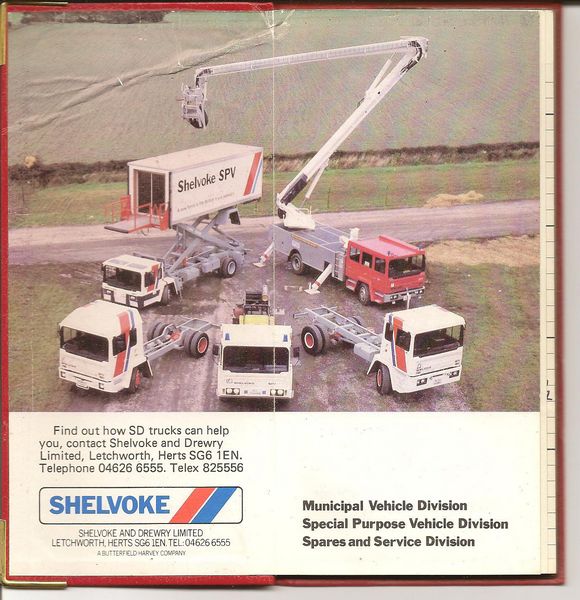 Shelvoke SPV
Find out how SD trucks can help
you, contact Shelvoke and Drewry
Limited, Letchworth, Herts SG6 1EN.
Telephone 04626 6555. Telex 825556
SHELVOKE
SHELVOKE AND DREWRY LIMITED
LETCHWORTH, HERTS SG6 1EN. TEL: 04626 6555
A BUTTERFIELD HARVEY COMPANY
Municipal Vehicle Division
Special Purpose Vehicle Division
Spares and Service Division